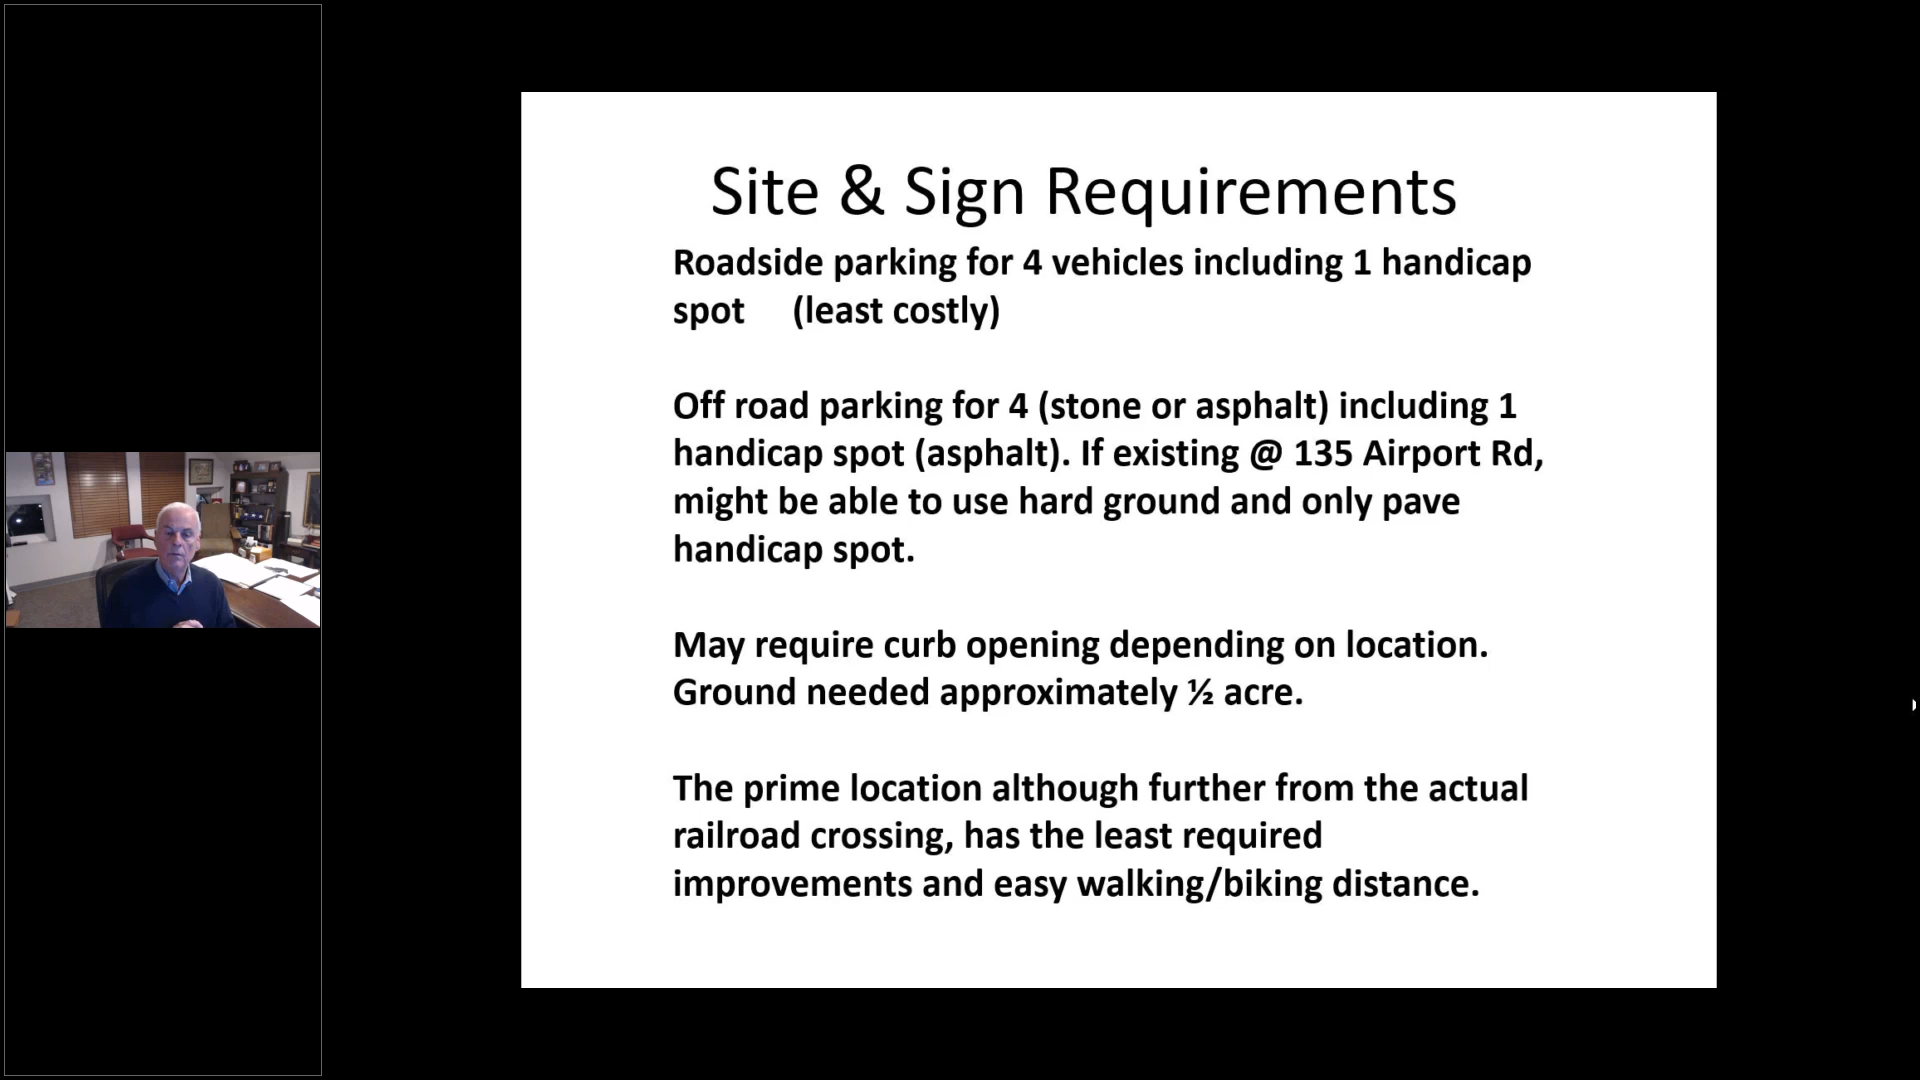 Site & Sign Requirements
Roadside parking for 4 vehicles including 1 handicap
spot (least costly)
Off road parking for 4 (stone or asphalt) including 1
handicap spot (asphalt). If existing @ 135 Airport Rd,
might be able to use hard ground and only pave
handicap spot.
May require curb opening depending on location.
Ground needed approximately ½ acre.
The prime location although further from the actual
railroad crossing, has the least required
improvements and easy walking/biking distance.